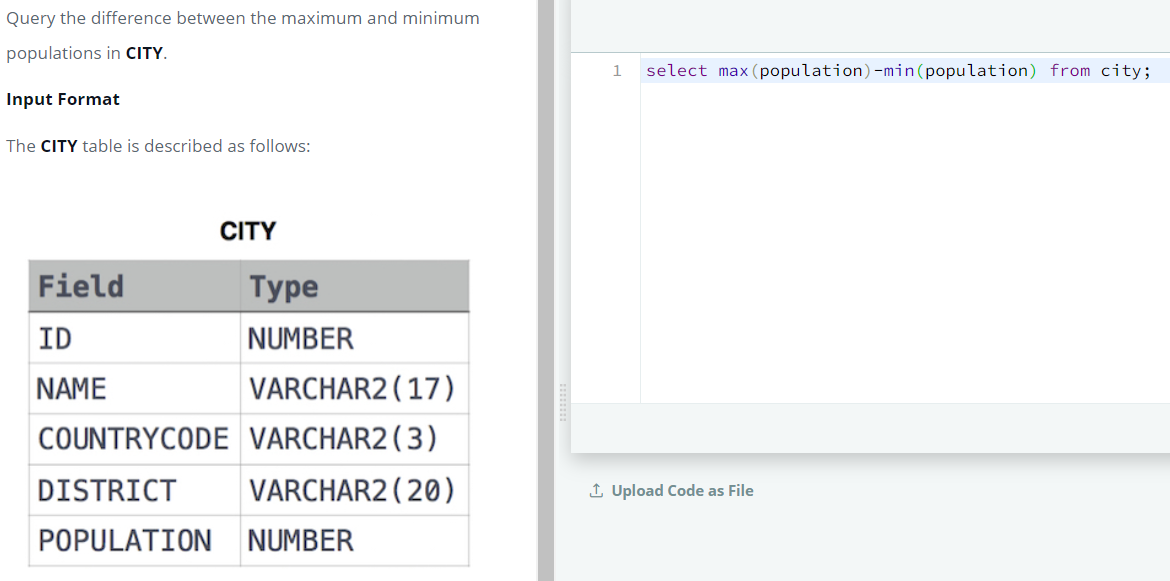 Query the difference between the maximum and minimum
populations in CITY.
Input Format
The CITY table is described as follows:
CITY
Field Type
ID NUMBER
NAME VARCHAR2(17)
COUNTRYCODE VARCHAR2(3)
DISTRICT VARCHAR2(20)
POPULATION NUMBER
1 select max(population)-min(population) from city;
Upload Code as File